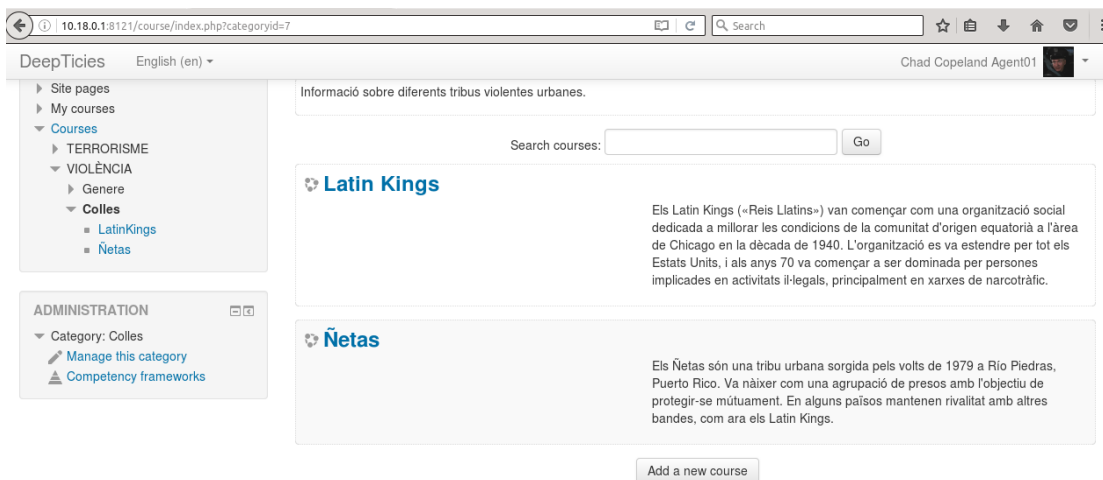 10.18.0.1:8121/course/index.php?categoryid=7
Search
DeepTicies
English (en)
Chad Copeland Agent01
Site pages
My courses
Courses
TERRORISME
VIOLÈNCIA
Genere
Colles
LatinKings
Ñetas
ADMINISTRATION
Category: Colles
Manage this category
Competency frameworks
Informació sobre diferents tribus violentes urbanes.
Search courses:
Go
Latin Kings
Els Latin Kings («Reis Llatins») van començar com una organització social
dedicada a millorar les condicions de la comunitat d'origen equatorià a l'àrea
de Chicago en la dècada de 1940. L'organització es va estendre per tot els
Estats Units, i als anys 70 va començar a ser dominada per persones
implicades en activitats il·legals, principalment en xarxes de narcotràfic.
Ñetas
Els Ñetas són una tribu urbana sorgida pels volts de 1979 a Río Piedras,
Puerto Rico. Va nàixer com una agrupació de presos amb l'objectiu de
protegir-se mútuament. En alguns països mantenen rivalitat amb altres
bandes, com ara els Latin Kings.
Add a new course